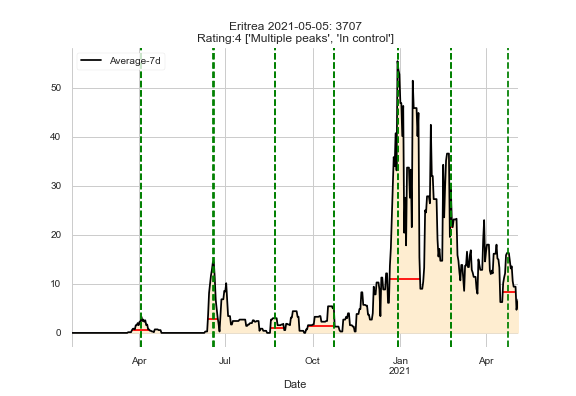 Eritrea 2021-05-05: 3707
Rating:4 ['Multiple peaks', 'In control']
Average-7d
50
40
30
20
10
0
Apr
Jul
Oct
Jan
2021
Apr
Date